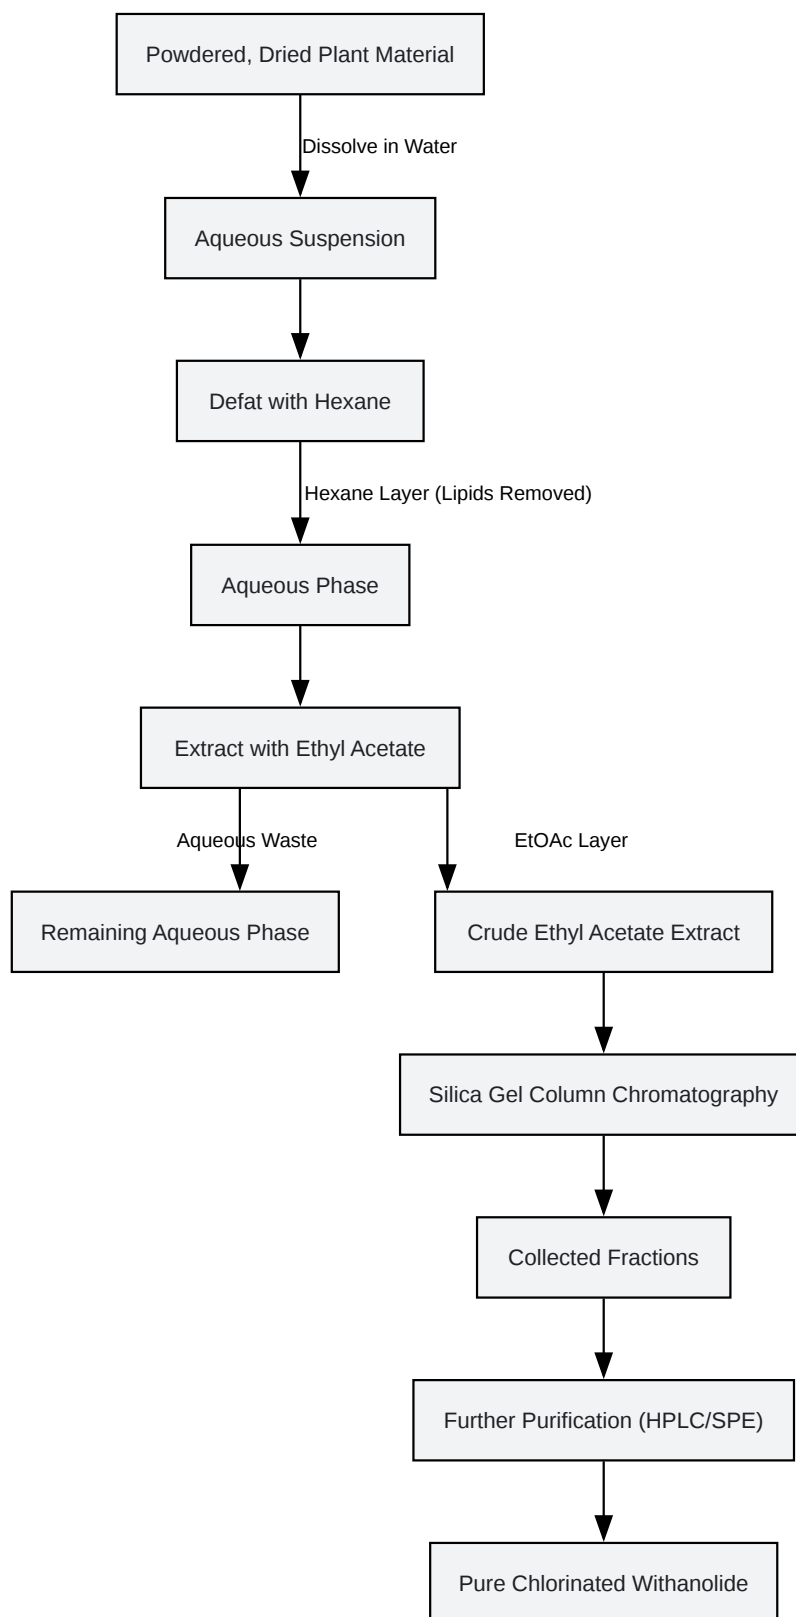 Powdered, Dried Plant Material
Dissolve in Water
Aqueous Suspension
Defat with Hexane
Hexane Layer (Lipids Removed)
Aqueous Phase
Extract with Ethyl Acetate
Aqueous Waste
EtOAc Layer
Remaining Aqueous Phase
Crude Ethyl Acetate Extract
Silica Gel Column Chromatography
Collected Fractions
Further Purification (HPLC/SPE)
Pure Chlorinated Withanolide